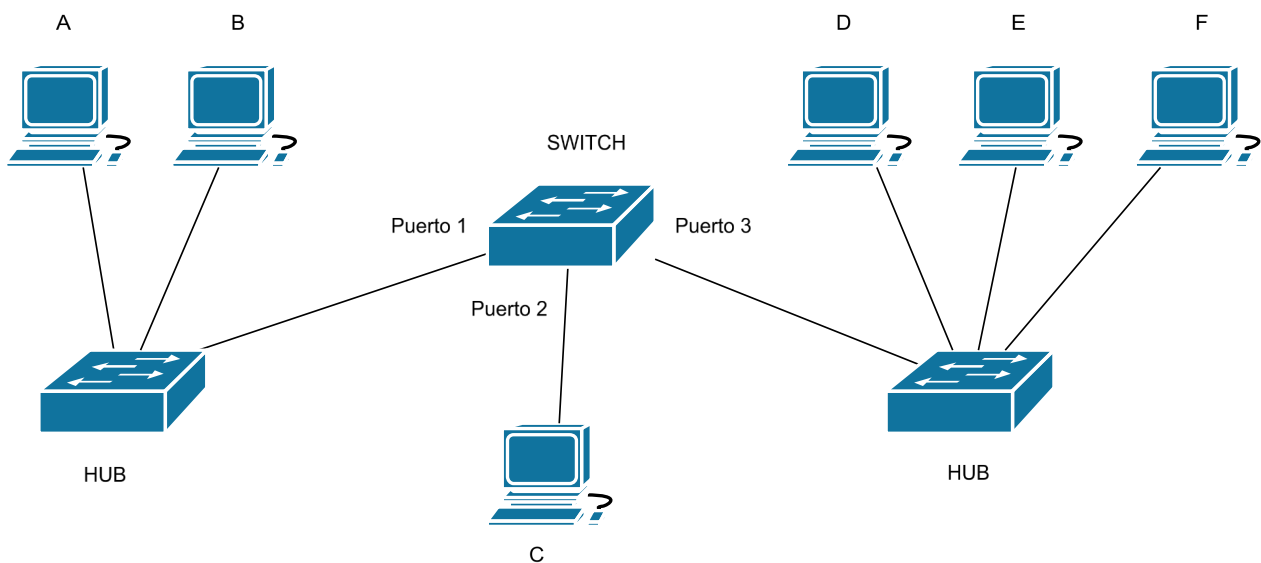 A
B
D
E
F
SWITCH
Puerto 1
Puerto 3
Puerto 2
HUB
HUB
C